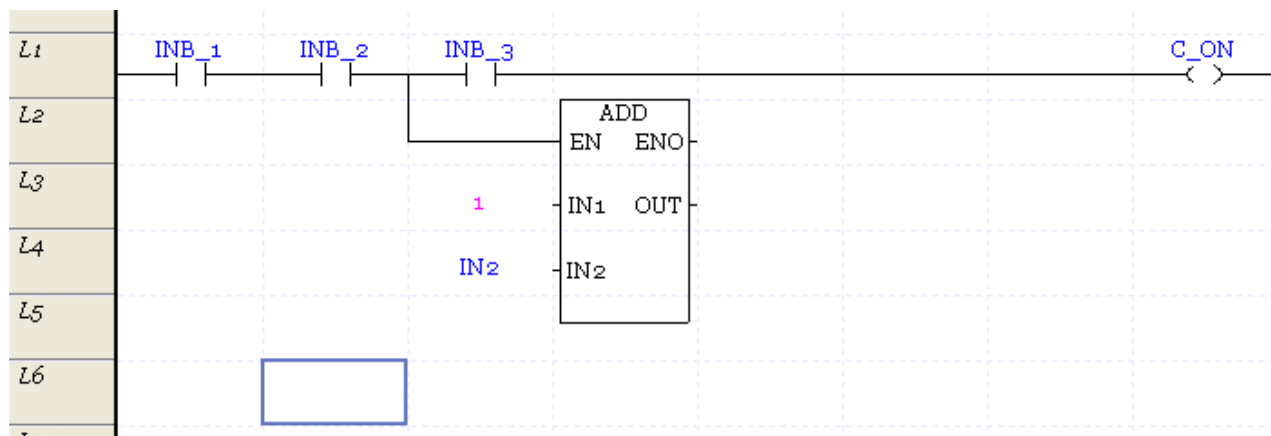 L1 INB_1 INB_2 INB_3 C_ON
L2 ADD
EN ENO
L3 1 IN1 OUT
L4 IN2 IN2
L5
L6